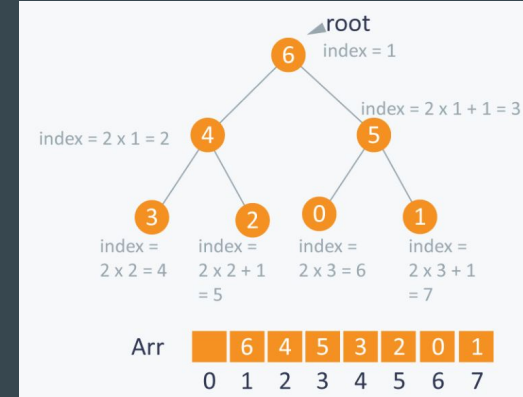 root
6
index = 1
index = 2 x 1 + 1 = 3
index = 2 x 1 = 2
4
5
3
2
0
1
index =
2 x 2 = 4
index =
2 x 2 + 1
= 5
index =
2 x 3 = 6
index =
2 x 3 + 1
= 7
Arr 6 4 5 3 2 0 1
0 1 2 3 4 5 6 7